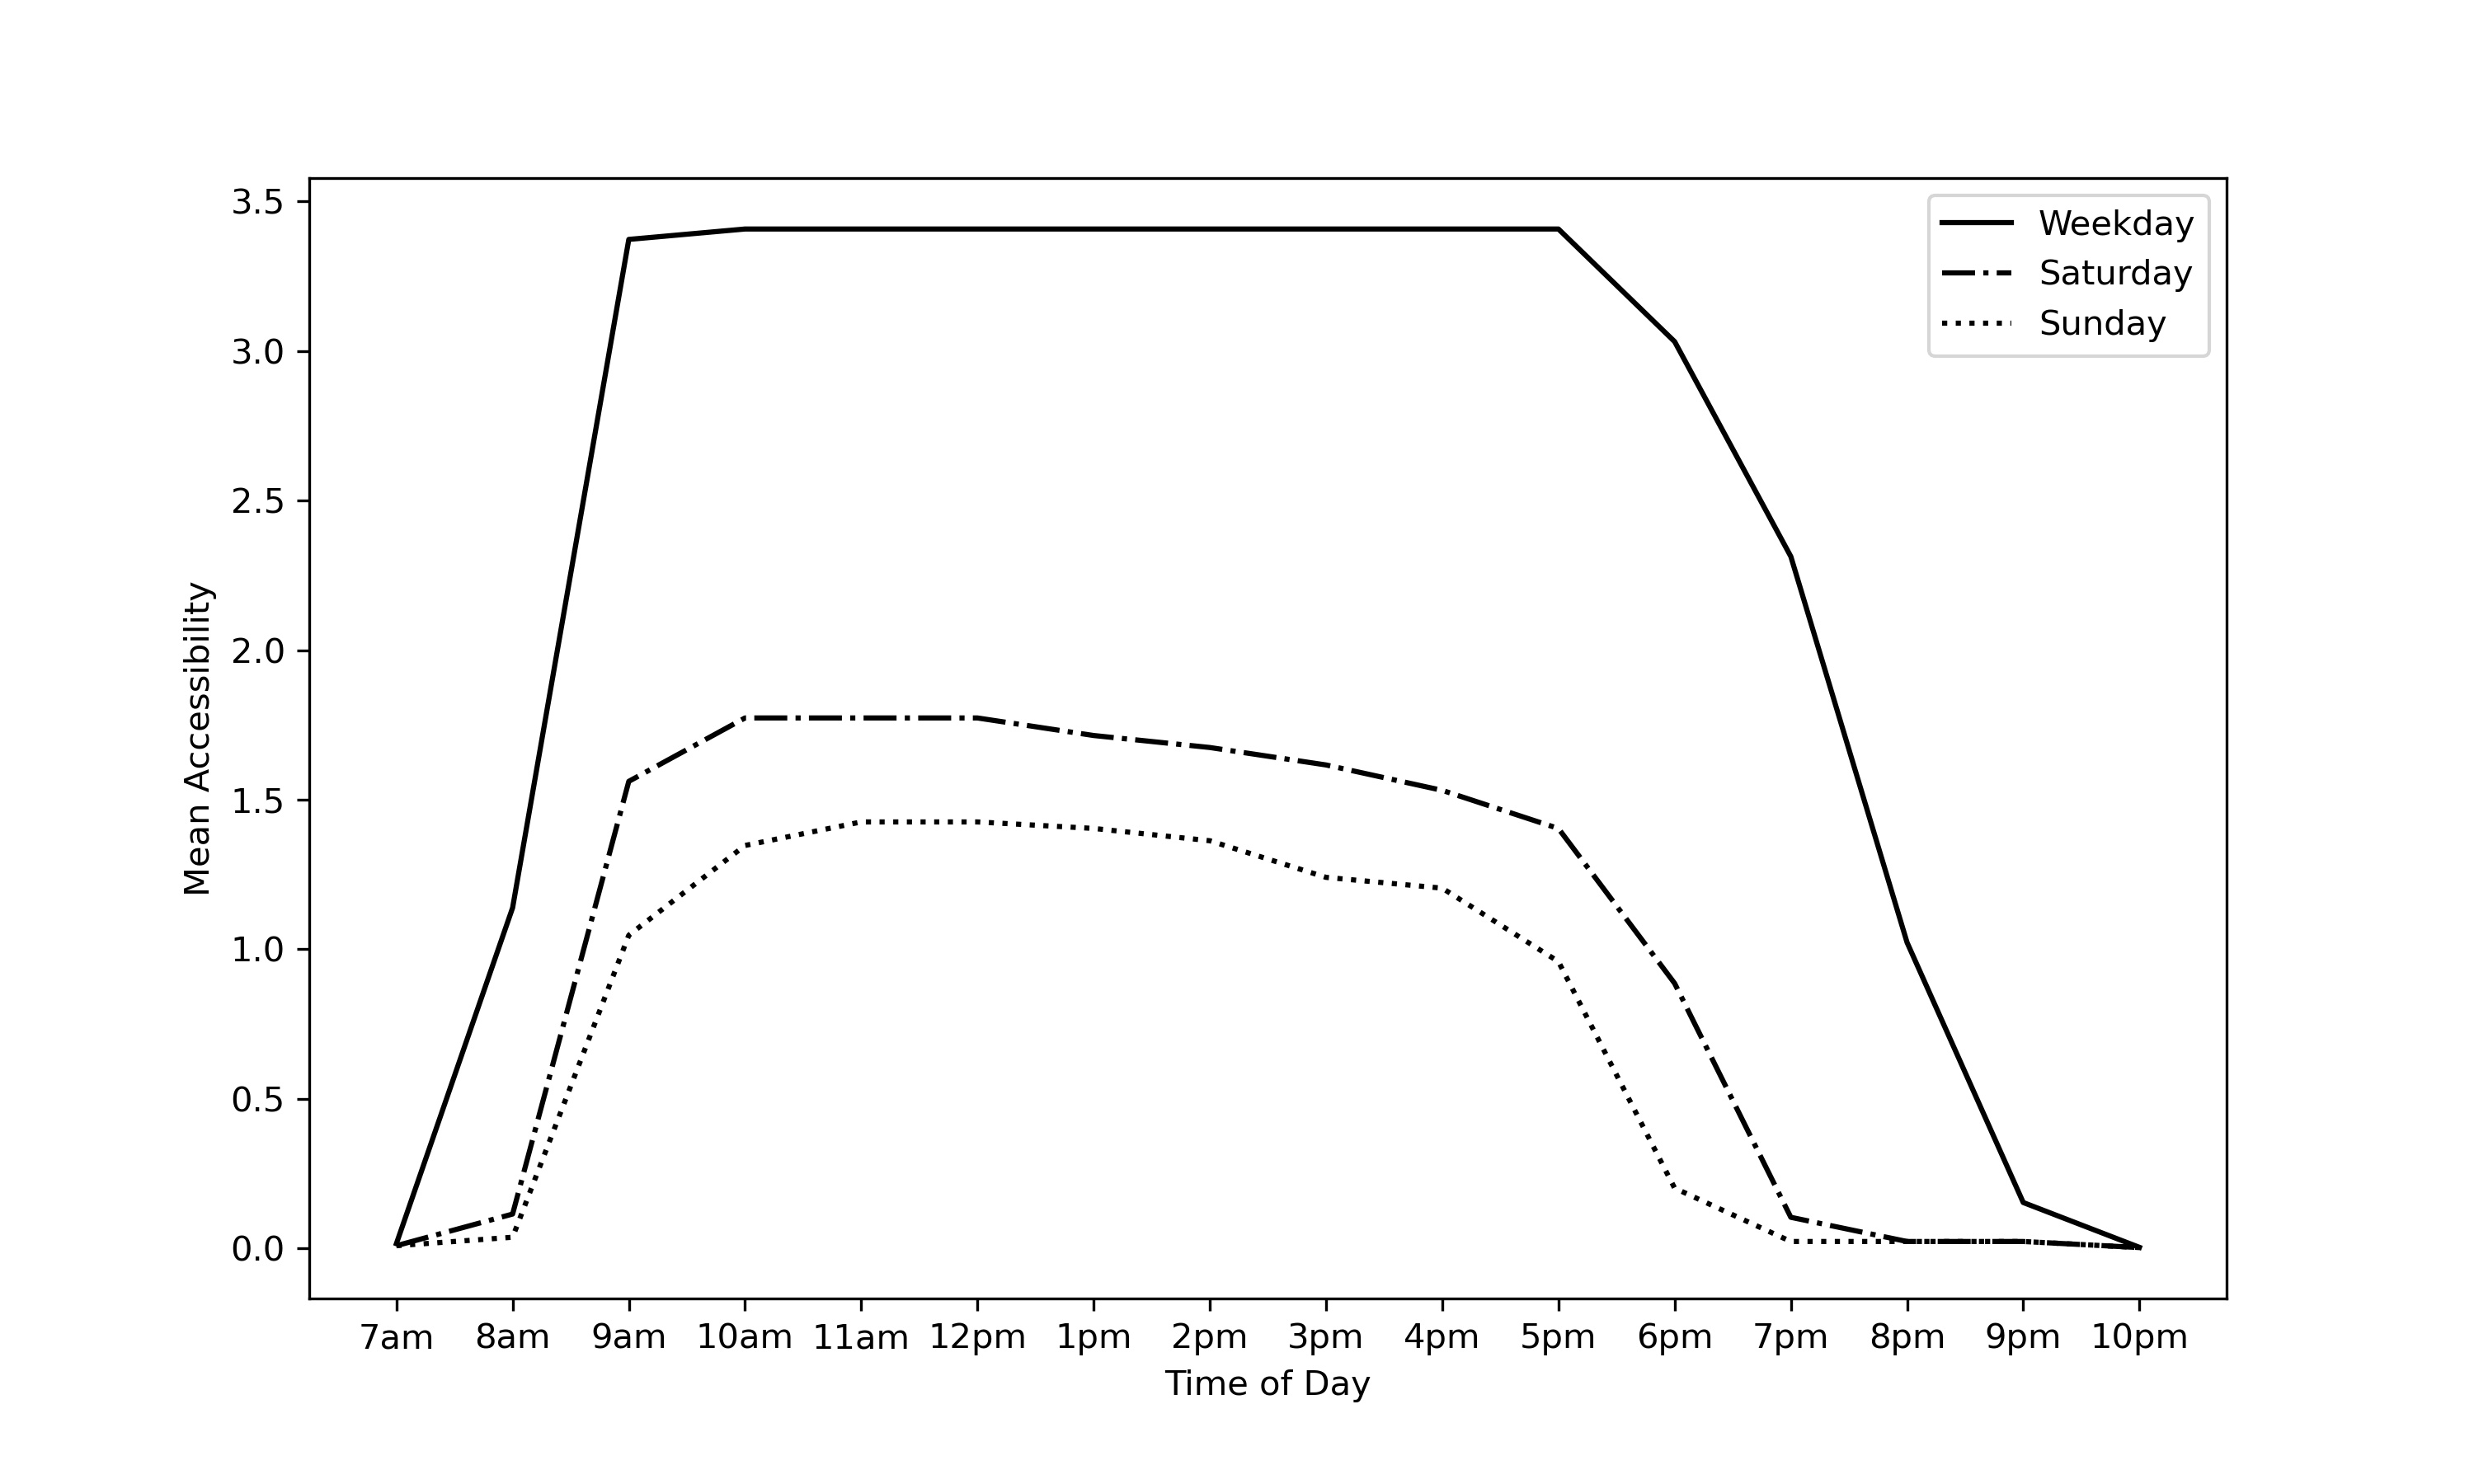 3.5
3.0
2.5
2.0
1.5
1.0
0.5
0.0
Mean Accessibility
Weekday
Saturday
Sunday
7am 8am 9am 10am 11am 12pm 1pm 2pm 3pm 4pm 5pm 6pm 7pm 8pm 9pm 10pm
Time of Day